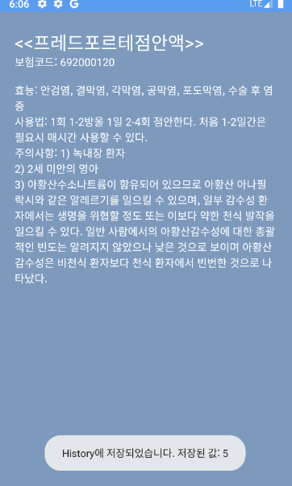 6:06 G LTE
<<프레드포르테점안액>>
보험코드: 692000120
효능: 안검염, 결막염, 각막염, 공막염, 포도막염, 수술 후 염
증
사용법: 1회 1-2방울 1일 2-4회 점안한다. 처음 1-2일간은
필요시 매시간 사용할 수 있다.
주의사항: 1) 녹내장 환자
2) 2세 미안의 영아
3) 아황산수소나트륨이 함유되어 있으므로 아황산 아나필
락시와 같은 알레르기를 일으킬 수 있으며, 일부 감수성 환
자에서는 생명을 위협할 정도 또는 이보다 약한 천식 발작을
일으킬 수 있다. 일반 사람에서의 아황산감수성에 대한 총괄
적인 빈도는 알려지지 않았으나 낮은 것으로 보이며 아황산
감수성은 비천식 환자보다 천식 환자에서 빈번한 것으로 나
타났다.
History에 저장되었습니다. 저장된 값: 5